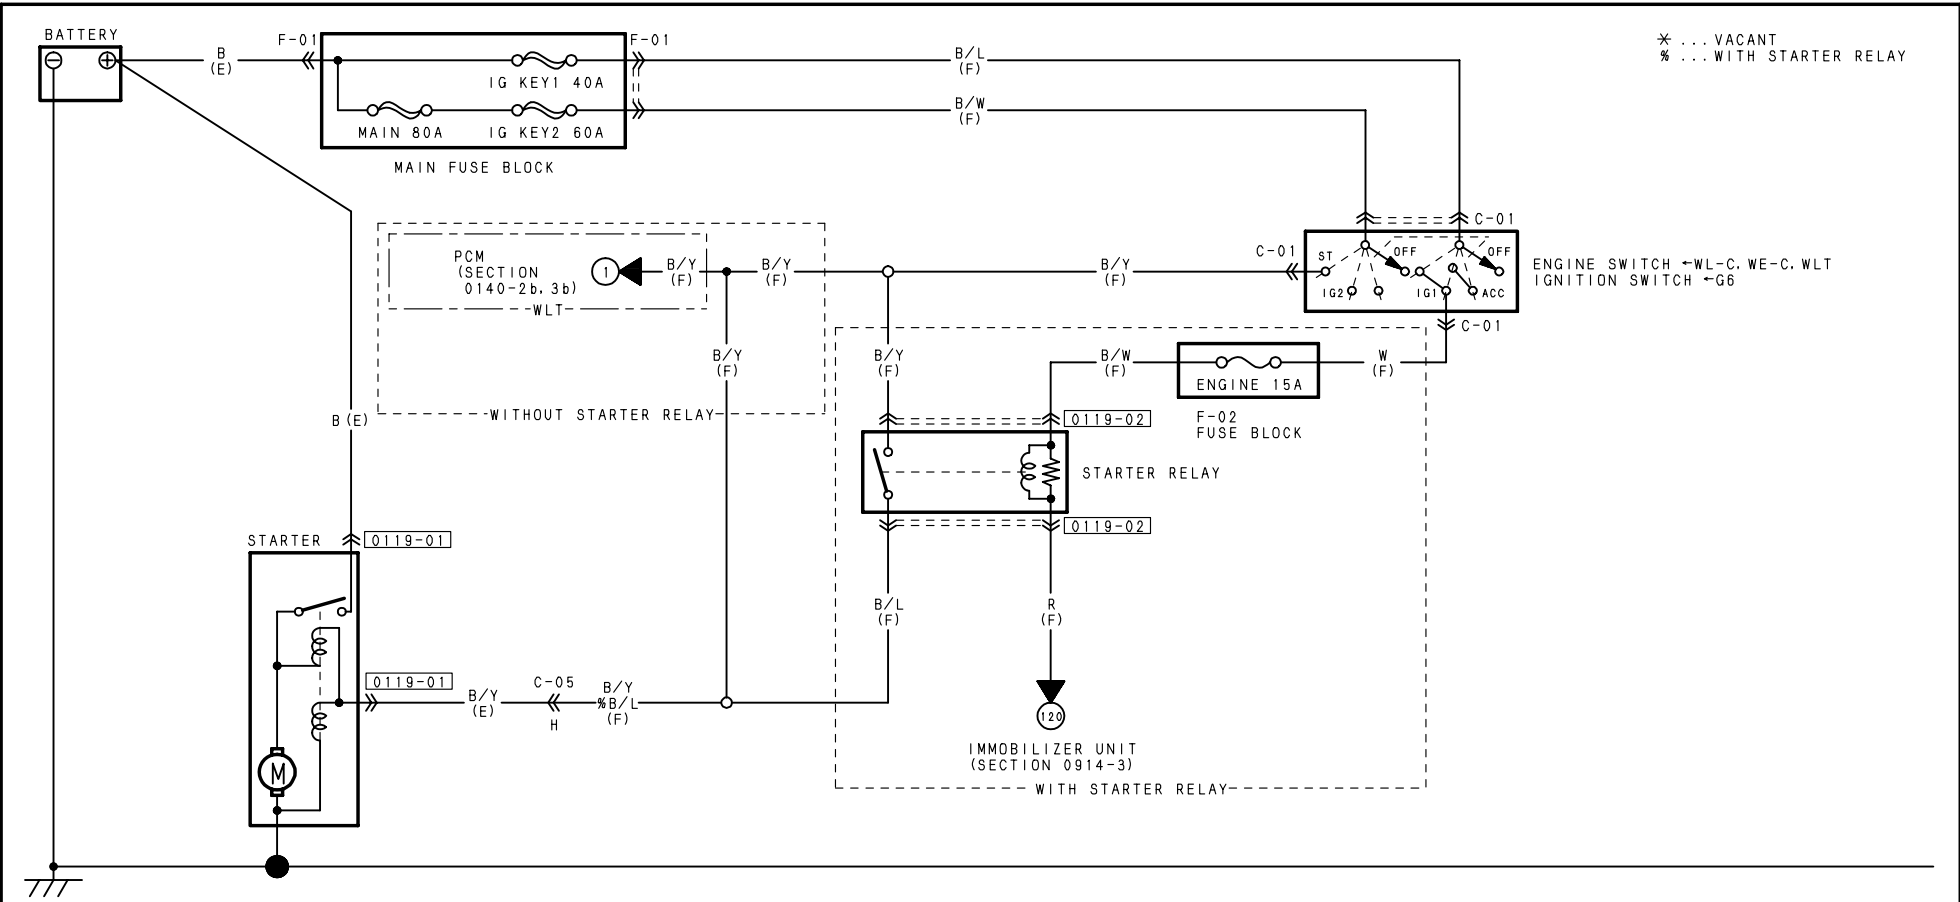 BATTERY
B
(E)
F-01
F-01
IG KEY1 40A
MAIN 80A
IG KEY2 60A
MAIN FUSE BLOCK
B/L
(F)
B/W
(F)
* ... VACANT
% ... WITH STARTER RELAY
C-01
C-01
ST
OFF
OFF
IG2
IG1
ACC
ENGINE SWITCH ←WL-C, WE-C, WLT
IGNITION SWITCH ←G6
C-01
PCM
(SECTION
0140-2b, 3b)
1
B/Y
(F)
B/Y
(F)
B/Y
(F)
WLT
B/Y
(F)
B/Y
(F)
WITHOUT STARTER RELAY
B/W
(F)
W
(F)
ENGINE 15A
F-02
FUSE BLOCK
B (E)
0119-02
STARTER RELAY
0119-02
STARTER
0119-01
B/L
(F)
R
(F)
0119-01
B/Y
(E)
C-05
H
B/Y
%B/L
(F)
120
IMMOBILIZER UNIT
(SECTION 0914-3)
WITH STARTER RELAY
M